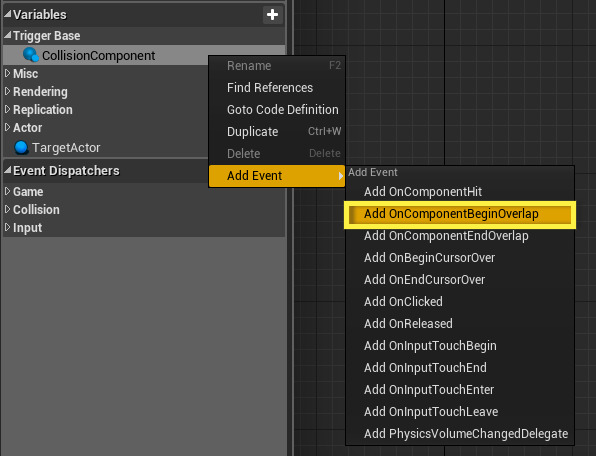 Variables
Trigger Base
CollisionComponent
Misc
Rendering
Replication
Actor
TargetActor
Event Dispatchers
Game
Collision
Input
Rename F2
Find References
Goto Code Definition
Duplicate Ctrl+W
Delete Delete
Add Event
Add Event
Add OnComponentHit
Add OnComponentBeginOverlap
Add OnComponentEndOverlap
Add OnBeginCursorOver
Add OnEndCursorOver
Add OnClicked
Add OnReleased
Add OnInputTouchBegin
Add OnInputTouchEnd
Add OnInputTouchEnter
Add OnInputTouchLeave
Add PhysicsVolumeChangedDelegate